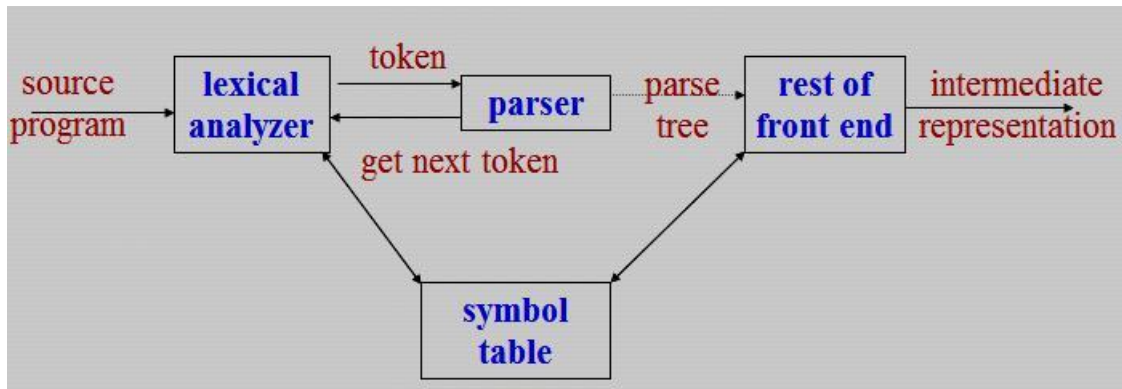 source
program
lexical
analyzer
token
get next token
parser
parse
tree
rest of
front end
intermediate
representation
symbol
table